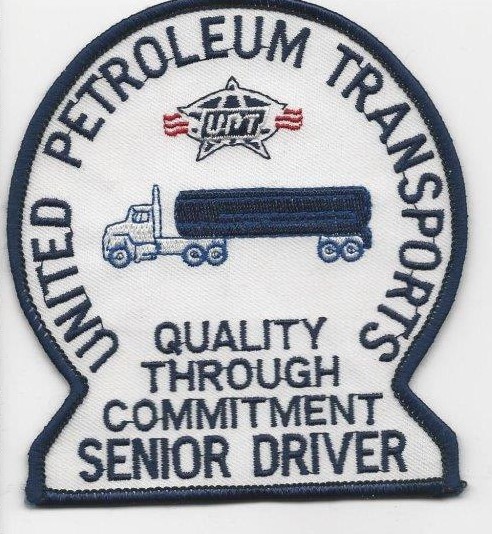 UNITED PETROLEUM TRANSPORTS
UPT
QUALITY
THROUGH
COMMITMENT
SENIOR DRIVER